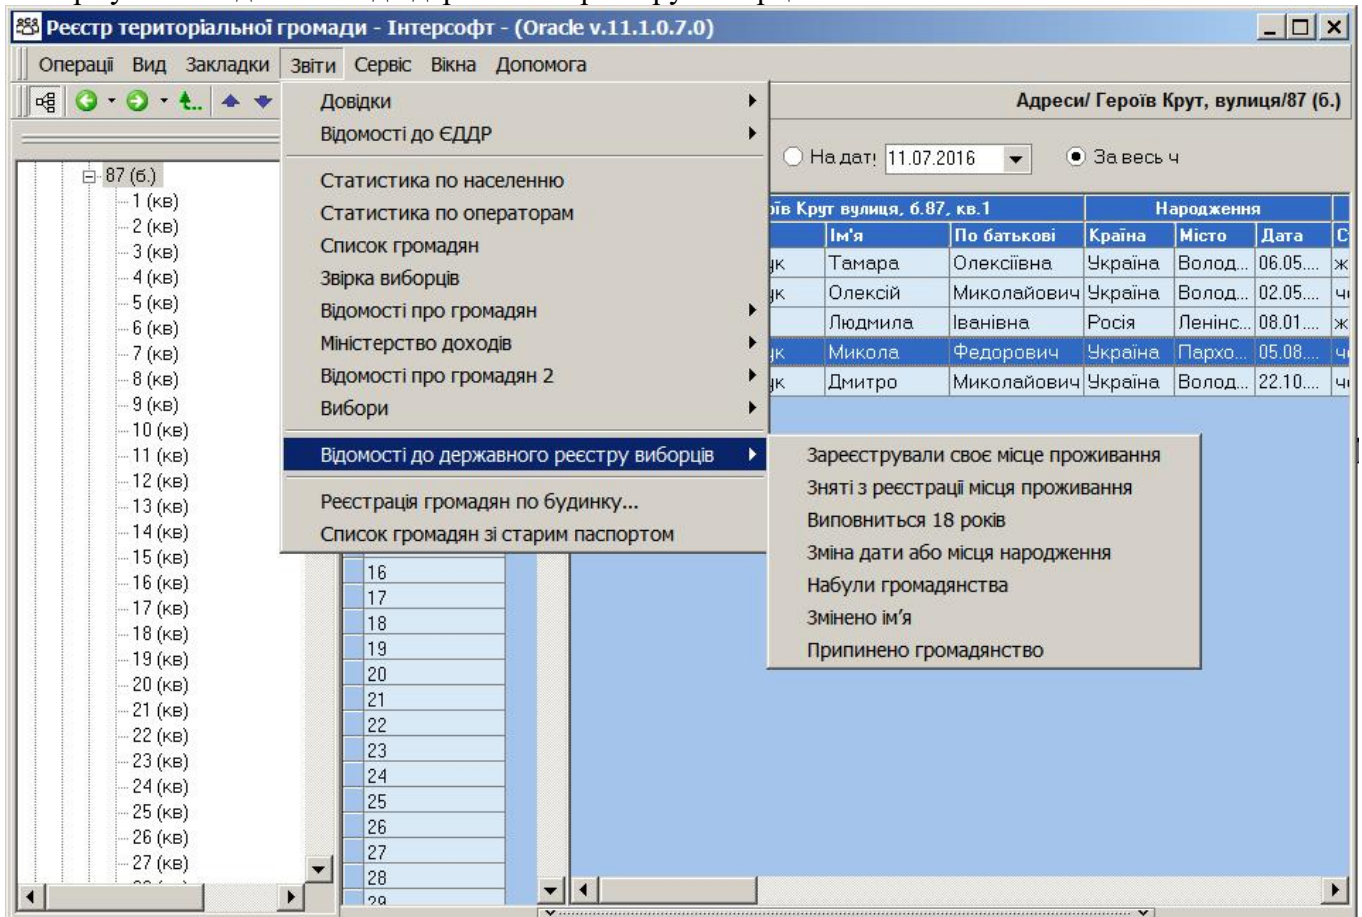 Реєстр територіальної громади - Інтерсофт - (Oracle v.11.1.0.7.0)
Операції Вид Закладки Звіти Сервіс Вікна Допомога
Адреси/ Героїв Крут, вулиця/87 (б.)
Довідки
Відомості до ЄДДР
Статистика по населенню
Статистика по операторам
Список громадян
Звірка виборців
Відомості про громадян
Міністерство доходів
Відомості про громадян 2
Вибори
Відомості до державного реєстру виборців
Реєстрація громадян по будинку...
Список громадян зі старим паспортом
Зареєстрували своє місце проживання
Зняті з реєстрації місця проживання
Виповниться 18 років
Зміна дати або місця народження
Набули громадянства
Змінено ім'я
Припинено громадянство
На дату 11.07.2016 За весь ч
їв Крут вулиця, б.87, кв.1 Народження
Ім'я По батькові Країна Місто Дата С
ук Тамара Олексіївна Україна Волод... 06.05.... ж
ук Олексій Миколайович Україна Волод... 02.05.... чо
Людмила Іванівна Росія Ленінс... 08.01.... ж
ук Микола Федорович Україна Пархо... 05.08.... чо
ук Дмитро Миколайович Україна Волод... 22.10.... чо
87 (б.)
1 (кв)
2 (кв)
3 (кв)
4 (кв)
5 (кв)
6 (кв)
7 (кв)
8 (кв)
9 (кв)
10 (кв)
11 (кв)
12 (кв)
13 (кв)
14 (кв)
15 (кв)
16 (кв)
17 (кв)
18 (кв)
19 (кв)
20 (кв)
21 (кв)
22 (кв)
23 (кв)
24 (кв)
25 (кв)
26 (кв)
27 (кв)
16
17
18
19
20
21
22
23
24
25
26
27
28
29